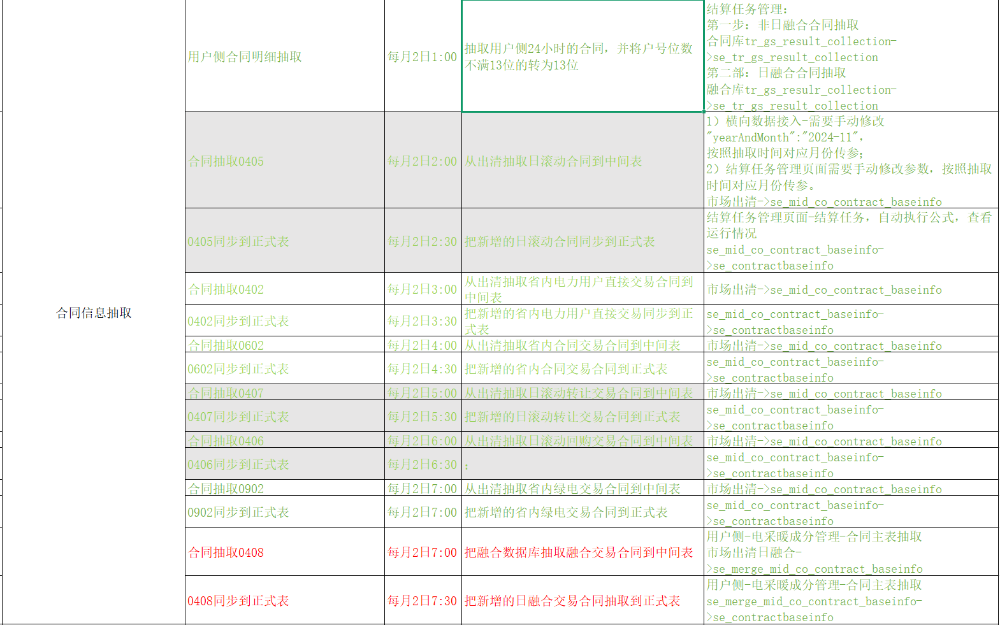 合同信息抽取
用户侧合同明细抽取
每月2日1:00
抽取用户侧24小时的合同，并将户号位数
不满13位的转为13位
结算任务管理：
第一步：非日融合合同抽取
合同库tr_gs_result_collection-
>se_tr_gs_result_collection
第二部：日融合合同抽取
融合库tr_gs_resulr_collection-
>se_tr_gs_result_collection
合同抽取0405
每月2日2:00
从出清抽取日滚动合同到中间表
1）横向数据接入-需要手动修改
"yearAndMonth":"2024-11",
按照抽取时间对应月份传参；
2）结算任务管理页面需要手动修改参数，按照抽取
时间对应月份传参。
市场出清->se_mid_co_contract_baseinfo
0405同步到正式表
每月2日2:30
把新增的日滚动合同同步到正式表
结算任务管理页面-结算任务，自动执行公式，查看
运行情况
se_mid_co_contract_baseinfo-
>se_contractbaseinfo
合同抽取0402
每月2日3:00
从出清抽取省内电力用户直接交易合同到
中间表
市场出清->se_mid_co_contract_baseinfo
0402同步到正式表
每月2日3:30
把新增的省内电力用户直接交易同步到正
式表
se_mid_co_contract_baseinfo-
>se_contractbaseinfo
合同抽取0602
每月2日4:00
从出清抽取省内合同交易合同到中间表
市场出清->se_mid_co_contract_baseinfo
0602同步到正式表
每月2日4:30
把新增的省内合同交易合同到正式表
se_mid_co_contract_baseinfo-
>se_contractbaseinfo
合同抽取0407
每月2日5:00
从出清抽取日滚动转让交易合同到中间表
市场出清->se_mid_co_contract_baseinfo
0407同步到正式表
每月2日5:30
把新增的日滚动转让交易合同到正式表
se_mid_co_contract_baseinfo-
>se_contractbaseinfo
合同抽取0406
每月2日6:00
从出清抽取日滚动回购交易合同到中间表
市场出清->se_mid_co_contract_baseinfo
0406同步到正式表
每月2日6:30
；
se_mid_co_contract_baseinfo-
>se_contractbaseinfo
合同抽取0902
每月2日7:00
从出清抽取省内绿电交易合同到中间表
市场出清->se_mid_co_contract_baseinfo
0902同步到正式表
每月2日7:00
把新增的省内绿电交易合同到正式表
se_mid_co_contract_baseinfo-
>se_contractbaseinfo
合同抽取0408
每月2日7:00
把融合数据库抽取融合交易合同到中间表
用户侧-电采暖成分管理-合同主表抽取
市场出清日融合-
>se_merge_mid_co_contract_baseinfo
0408同步到正式表
每月2日7:30
把新增的日融合交易合同抽取到正式表
用户侧-电采暖成分管理-合同主表抽取
se_merge_mid_co_contract_baseinfo-
>se_contractbaseinfo